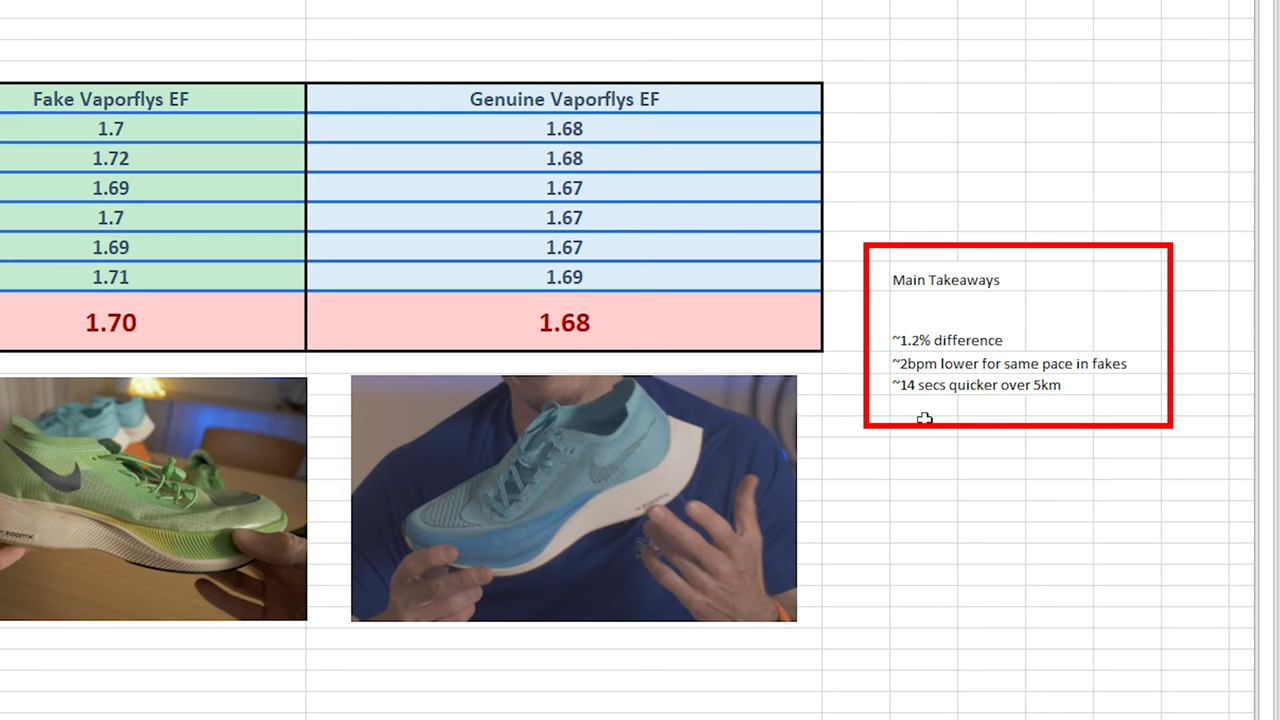 Fake Vaporflys EF Genuine Vaporflys EF
1.7 1.68
1.72 1.68
1.69 1.67
1.7 1.67
1.69 1.67
1.71 1.69
1.70 1.68
Main Takeaways
~1.2% difference
~2bpm lower for same pace in fakes
~14 secs quicker over 5km